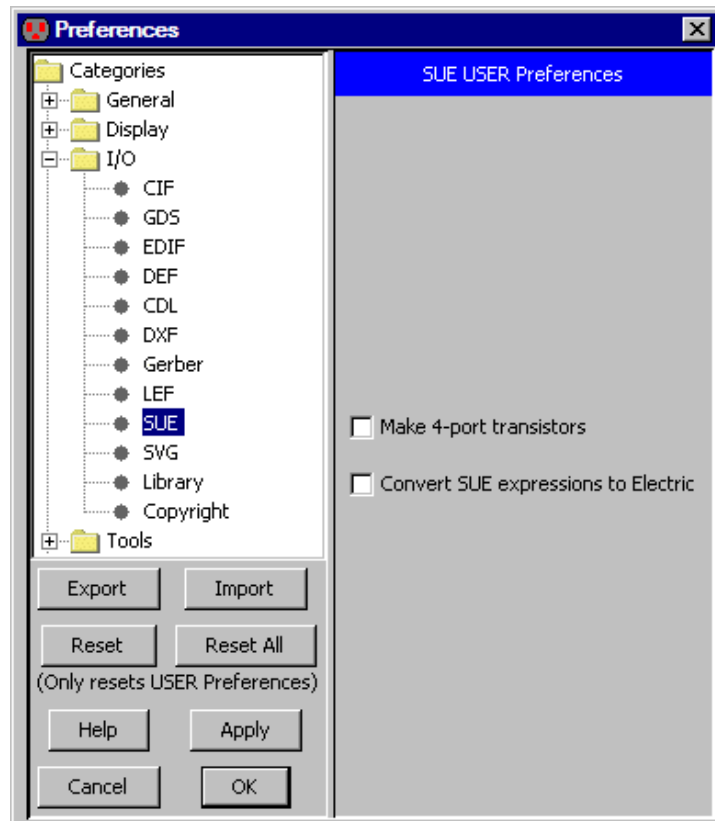 Preferences
Categories
General
Display
I/O
CIF
GDS
EDIF
DEF
CDL
DXF
Gerber
LEF
SUE
SVG
Library
Copyright
Tools
Export Import
Reset Reset All
(Only resets USER Preferences)
Help Apply
Cancel OK
SUE USER Preferences
Make 4-port transistors
Convert SUE expressions to Electric